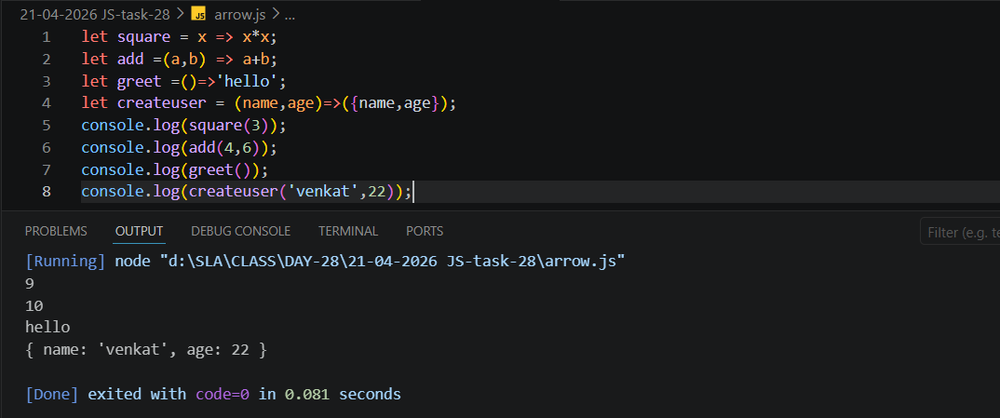 21-04-2026 JS-task-28 > JS arrow.js > ...
1 let square = x => x*x;
2 let add =(a,b) => a+b;
3 let greet =()=>'hello';
4 let createuser = (name,age)=>({name,age});
5 console.log(square(3));
6 console.log(add(4,6));
7 console.log(greet());
8 console.log(createuser('venkat',22));
PROBLEMS OUTPUT DEBUG CONSOLE TERMINAL PORTS Filter (e.g. te
[Running] node "d:\SLA\CLASS\DAY-28\21-04-2026 JS-task-28\arrow.js"
9
10
hello
{ name: 'venkat', age: 22 }
[Done] exited with code=0 in 0.081 seconds